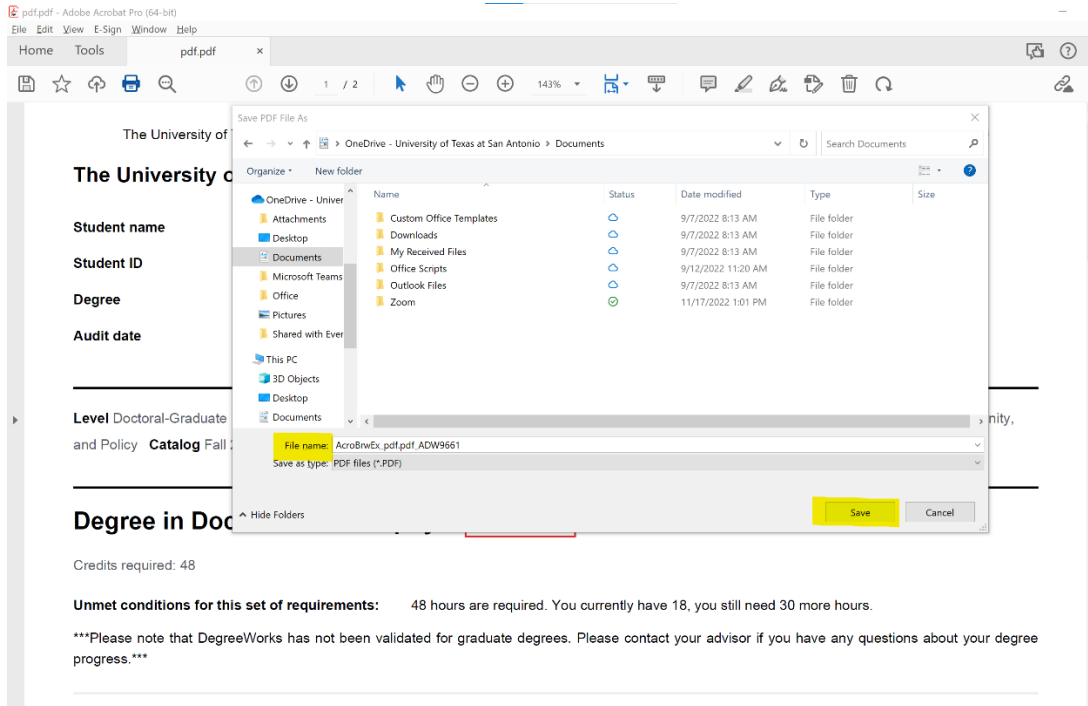 pdf.pdf - Adobe Acrobat Pro (64-bit)
File Edit View E-Sign Window Help
Home Tools pdf.pdf ×
1 / 2 143%
The University of
The University o
Student name
Student ID
Degree
Audit date
Level Doctoral-Graduate
nity,
and Policy Catalog Fall
Degree in Doc
Credits required: 48
Unmet conditions for this set of requirements: 48 hours are required. You currently have 18, you still need 30 more hours.
***Please note that DegreeWorks has not been validated for graduate degrees. Please contact your advisor if you have any questions about your degree
progress.***
Save PDF File As
OneDrive - University of Texas at San Antonio > Documents
Search Documents
Organize New folder
OneDrive - Univer
Attachments
Desktop
Documents
Microsoft Teams
Office
Pictures
Shared with Ever
This PC
3D Objects
Desktop
Documents
Name Status Date modified Type Size
Custom Office Templates 9/7/2022 8:13 AM File folder
Downloads 9/7/2022 8:13 AM File folder
My Received Files 9/7/2022 8:13 AM File folder
Office Scripts 9/12/2022 11:20 AM File folder
Outlook Files 9/7/2022 8:13 AM File folder
Zoom 11/17/2022 1:01 PM File folder
File name: AcroBrwEx_pdf.pdf_ADW9661
Save as type: PDF files (*.PDF)
Hide Folders
Save Cancel